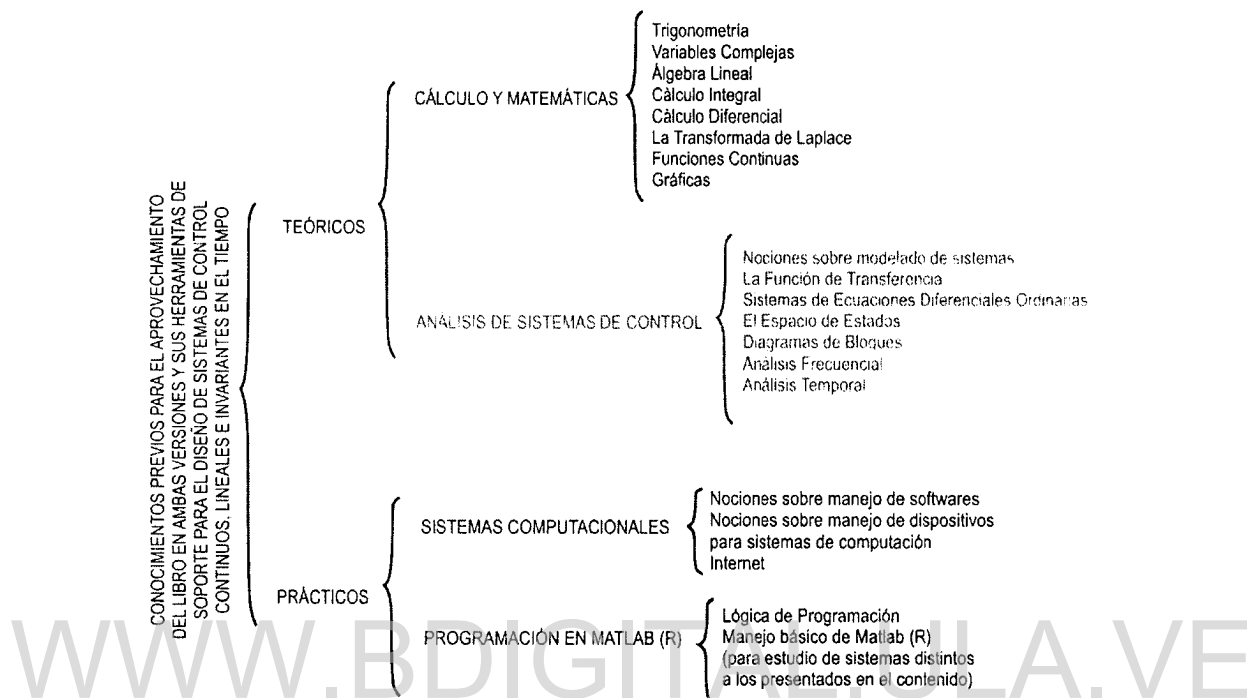 CONOCIMIENTOS PREVIOS PARA EL APROVECHAMIENTO
DEL LIBRO EN AMBAS VERSIONES Y SUS HERRAMIENTAS DE
SOPORTE PARA EL DISEÑO DE SISTEMAS DE CONTROL
CONTINUOS, LINEALES E INVARIANTES EN EL TIEMPO
TEÓRICOS
CÁLCULO Y MATEMÁTICAS
Trigonometría
Variables Complejas
Álgebra Lineal
Cálculo Integral
Cálculo Diferencial
La Transformada de Laplace
Funciones Continuas
Gráficas
ANÁLISIS DE SISTEMAS DE CONTROL
Nociones sobre modelado de sistemas
La Función de Transferencia
Sistemas de Ecuaciones Diferenciales Ordinarias
El Espacio de Estados
Diagramas de Bloques
Análisis Frecuencial
Análisis Temporal
PRÁCTICOS
SISTEMAS COMPUTACIONALES
Nociones sobre manejo de softwares
Nociones sobre manejo de dispositivos
para sistemas de computación
Internet
PROGRAMACIÓN EN MATLAB (R)
Lógica de Programación
Manejo básico de Matlab (R)
(para estudio de sistemas distintos
a los presentados en el contenido)
WWW.BDIGITAL.ULA.VE